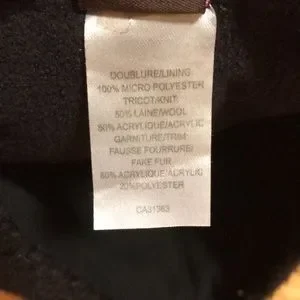 DOUBLURE/LINING
100% MICRO POLYESTER
TRICOT/KNIT
50% LAINE/WOOL
50% ACRYLIQUE/ACRYLIC
GARNITURE/TRIM
FAUSSE FOURRURE/
FAKE FUR
80% ACRYLIQUE/ACRYLIC
20%POLYESTER
CA31963